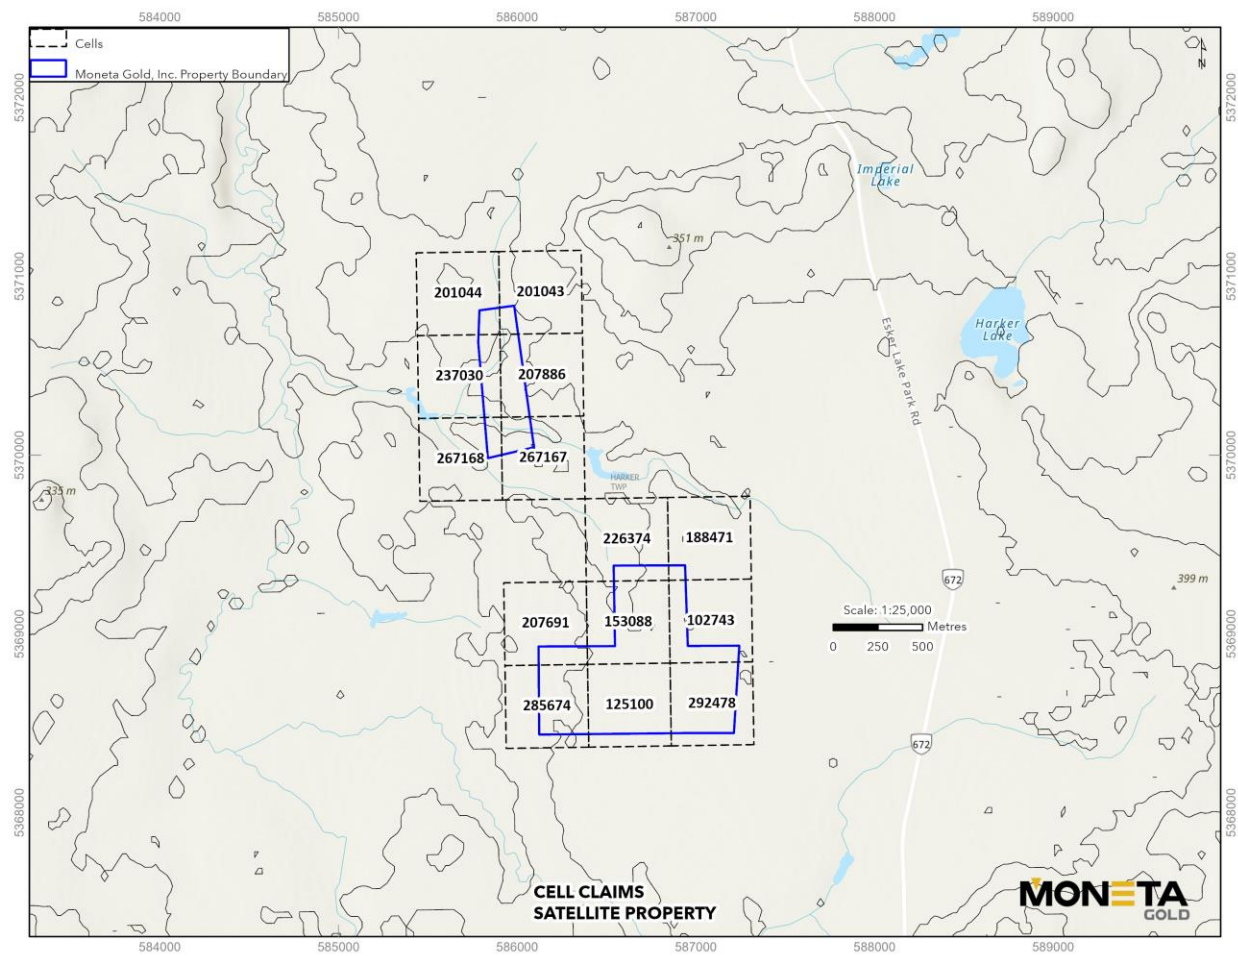 584000
585000
586000
587000
588000
589000
Cells
Moneta Gold, Inc. Property Boundary
N
5372000
5372000
Imperial
Lake
351 m
5371000
5371000
201044
201043
Harker
Lake
Esker Lake Park Rd
237030
207886
5370000
5370000
267168
267167
HARKER
TWP
335 m
226374
188471
672
399 m
Scale: 1:25,000
Metres
0
250
500
5369000
5369000
207691
153088
102743
285674
125100
292478
672
5368000
5368000
CELL CLAIMS
SATELLITE PROPERTY
MONETA
GOLD
584000
585000
586000
587000
588000
589000